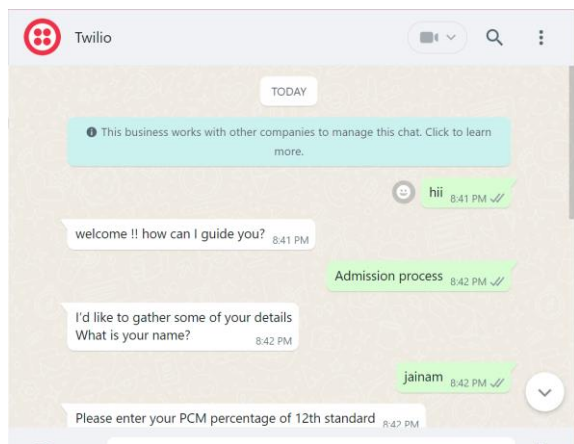 Twilio
TODAY
This business works with other companies to manage this chat. Click to learn
more.
hii 8:41 PM
welcome !! how can I guide you? 8:41 PM
Admission process 8:42 PM
I'd like to gather some of your details
What is your name? 8:42 PM
jainam 8:42 PM
Please enter your PCM percentage of 12th standard 8:42 PM